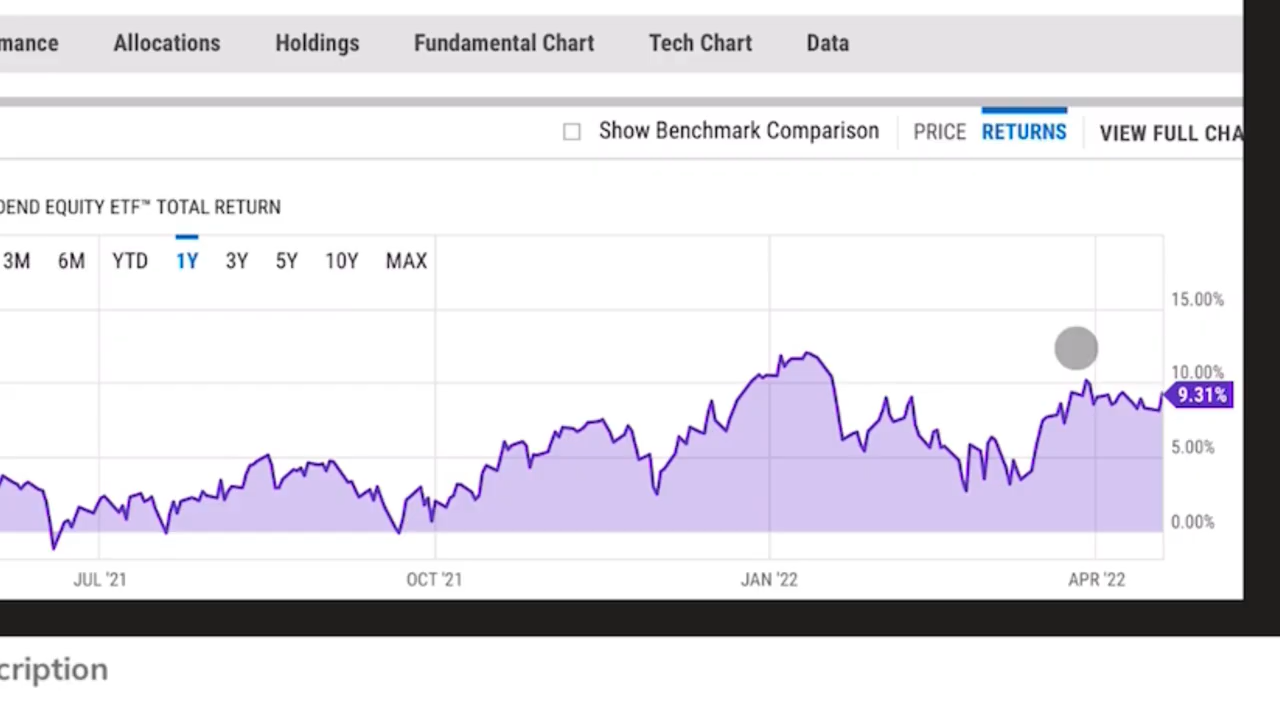 mance Allocations Holdings Fundamental Chart Tech Chart Data
Show Benchmark Comparison PRICE RETURNS VIEW FULL CHA
DEND EQUITY ETF™ TOTAL RETURN
3M 6M YTD 1Y 3Y 5Y 10Y MAX
15.00%
10.00%
9.31%
5.00%
0.00%
JUL '21 OCT '21 JAN '22 APR '22
cription